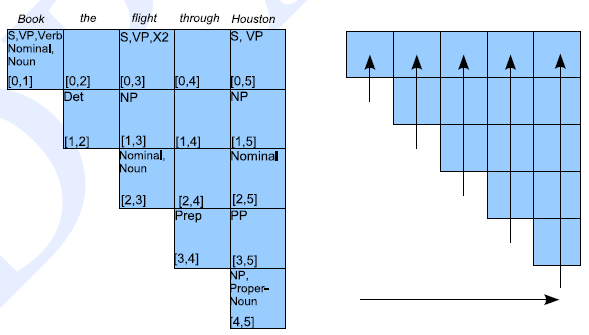 Book the flight through Houston
S,VP,Verb S,VP,X2 S, VP
Nominal,
Noun
[0,1] [0,2] [0,3] [0,4] [0,5]
Det NP NP
[1,2] [1,3] [1,4] [1,5]
Nominal, Nominal
Noun
[2,3] [2,4] [2,5]
Prep PP
[3,4] [3,5]
NP,
Proper-
Noun
[4,5]